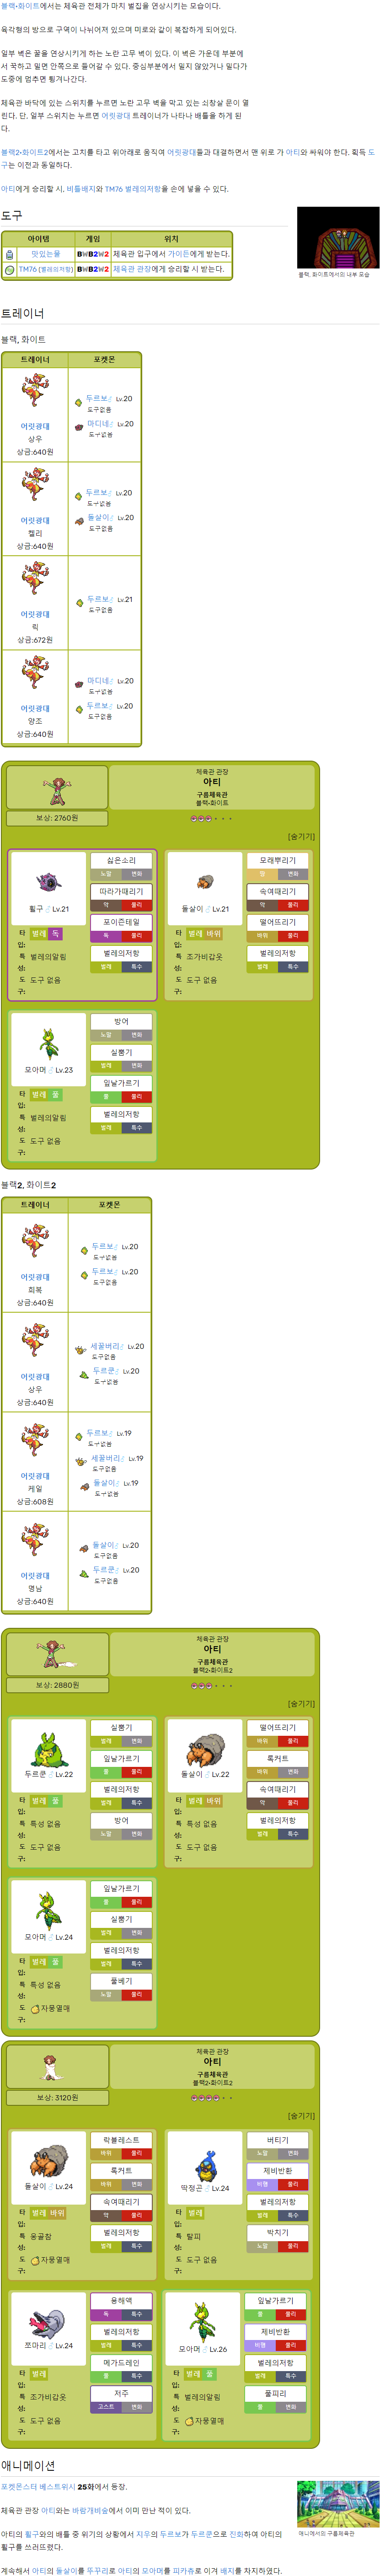 블랙·화이트에서는 체육관 전체가 마치 벌집을 연상시키는 모습이다.
육각형의 방으로 구역이 나뉘어져 있으며 미로와 같이 복잡하게 되어있다.
일부 벽은 꿀을 연상시키게 하는 노란 고무 벽이 있다. 이 벽은 가운데 부분에
서 꾹하고 밀면 안쪽으로 들어갈 수 있다. 중심부분에서 밀지 않았거나 밀다가
도중에 멈추면 튕겨나간다.
체육관 바닥에 있는 스위치를 누르면 노란 고무 벽을 막고 있는 쇠창살 문이 열
린다. 단, 일부 스위치는 누르면 어릿광대 트레이너가 나타나 배틀을 하게 된
다.
블랙2·화이트2에서는 고치를 타고 위아래로 움직여 어릿광대들과 대결하면서 맨 위로 가 아티와 싸워야 한다. 획득 도
구는 이전과 동일하다.
아티에게 승리할 시, 비틀배지와 TM76 벌레의저항을 손에 넣을 수 있다.
도구
블랙, 화이트에서의 내부 모습
아이템 게임 위치
맛있는물 BWB2W2 체육관 입구에서 가이든에게 받는다.
TM76 (벌레의저항) BWB2W2 체육관 관장에게 승리할 시 받는다.
트레이너
블랙, 화이트
트레이너 포켓몬
어릿광대
상우
상금:640원
두르보♂ Lv.20
도구없음
마디네♂ Lv.20
도구없음
어릿광대
켈리
상금:640원
두르보♂ Lv.20
도구없음
돌살이♂ Lv.20
도구없음
어릿광대
릭
상금:672원
두르보♂ Lv.21
도구없음
어릿광대
양조
상금:640원
마디네♂ Lv.20
도구없음
두르보♂ Lv.20
도구없음
체육관 관장
아티
구름체육관
블랙·화이트
보상: 2760원
[숨기기]
휠구♂Lv.21
타입: 벌레 독
특성: 벌레의알림
도구: 도구 없음
싫은소리
노말 변화
따라가때리기
악 물리
포이즌테일
독 물리
벌레의저항
벌레 특수
돌살이♂Lv.21
타입: 벌레 바위
특성: 조가비갑옷
도구: 도구 없음
모래뿌리기
땅 변화
속여때리기
악 물리
떨어뜨리기
바위 물리
벌레의저항
벌레 특수
모아머♂Lv.23
타입: 벌레 풀
특성: 벌레의알림
도구: 도구 없음
방어
노말 변화
실뿜기
벌레 변화
잎날가르기
풀 물리
벌레의저항
벌레 특수
블랙2, 화이트2
트레이너 포켓몬
어릿광대
희복
상금:640원
두르보♂ Lv.20
도구없음
두르보♂ Lv.20
도구없음
어릿광대
상우
상금:640원
세꿀버리♂ Lv.20
도구없음
두르쿤♂ Lv.20
도구없음
어릿광대
케일
상금:608원
두르보♂ Lv.19
도구없음
세꿀버리♂ Lv.19
도구없음
돌살이♂ Lv.19
도구없음
어릿광대
명남
상금:640원
돌살이♂ Lv.20
도구없음
두르쿤♂ Lv.20
도구없음
체육관 관장
아티
구름체육관
블랙2·화이트2
보상: 2880원
[숨기기]
두르쿤♂Lv.22
타입: 벌레 풀
특성: 특성 없음
도구: 도구 없음
실뿜기
벌레 변화
잎날가르기
풀 물리
벌레의저항
벌레 특수
방어
노말 변화
돌살이♂Lv.22
타입: 벌레 바위
특성: 특성 없음
도구: 도구 없음
떨어뜨리기
바위 물리
록커트
바위 변화
속여때리기
악 물리
벌레의저항
벌레 특수
모아머♂Lv.24
타입: 벌레 풀
특성: 특성 없음
도구: 자뭉열매
잎날가르기
풀 물리
실뿜기
벌레 변화
벌레의저항
벌레 특수
풀베기
노말 물리
체육관 관장
아티
구름체육관
블랙2·화이트2
보상: 3120원
[숨기기]
돌살이♂Lv.24
타입: 벌레 바위
특성: 옹골참
도구: 자뭉열매
락블레스트
바위 물리
록커트
바위 변화
속여때리기
악 물리
벌레의저항
벌레 특수
딱정곤♂Lv.24
타입: 벌레
특성: 탈피
도구: 도구 없음
버티기
노말 변화
제비반환
비행 물리
벌레의저항
벌레 특수
박치기
노말 물리
쪼마리♂Lv.24
타입: 벌레
특성: 조가비갑옷
도구: 도구 없음
용해액
독 특수
벌레의저항
벌레 특수
메가드레인
풀 특수
저주
고스트 변화
모아머♂Lv.26
타입: 벌레 풀
특성: 벌레의알림
도구: 자뭉열매
잎날가르기
풀 물리
제비반환
비행 물리
벌레의저항
벌레 특수
풀피리
풀 변화
애니메이션
포켓몬스터 베스트위시 25화에서 등장.
애니에서의 구름체육관
체육관 관장 아티와는 바람개비숲에서 이미 만난 적이 있다.
아티의 휠구와의 배틀 중 위기의 상황에서 지우의 두르보가 두르쿤으로 진화하여 아티의
휠구를 쓰러뜨렸다.
계속해서 아티의 돌살이를 뚜꾸리로 아티의 모아머를 피카츄로 이겨 배지를 차지하였다.